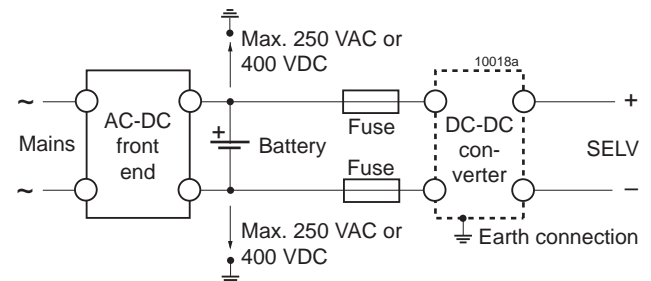 Max. 250 VAC or
400 VDC
10018a
~
+
Mains
AC-DC
front
end
+
Battery
Fuse
Fuse
DC-DC
con-
verter
SELV
~
–
Max. 250 VAC or
400 VDC
Earth connection